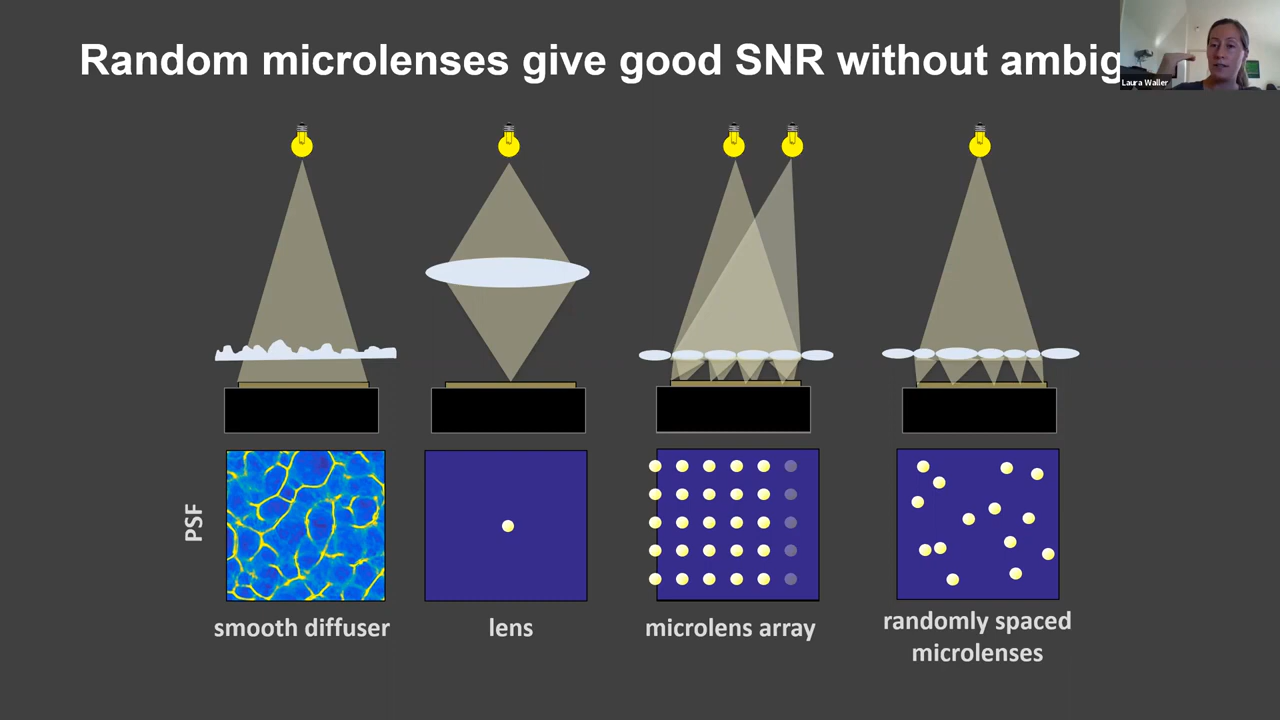 Random microlenses give good SNR without ambig
Laura Waller
PSF
smooth diffuser
lens
microlens array
randomly spaced
microlenses